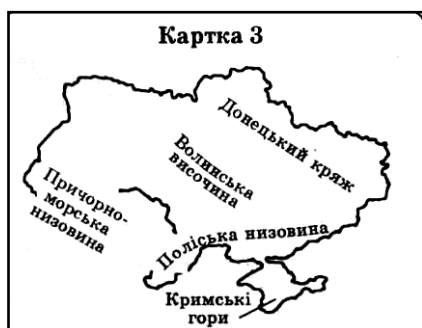 Картка 3
Донецький кряж
Волинська
височина
Причорно-
морська
низовина
Поліська низовина
Кримські
гори